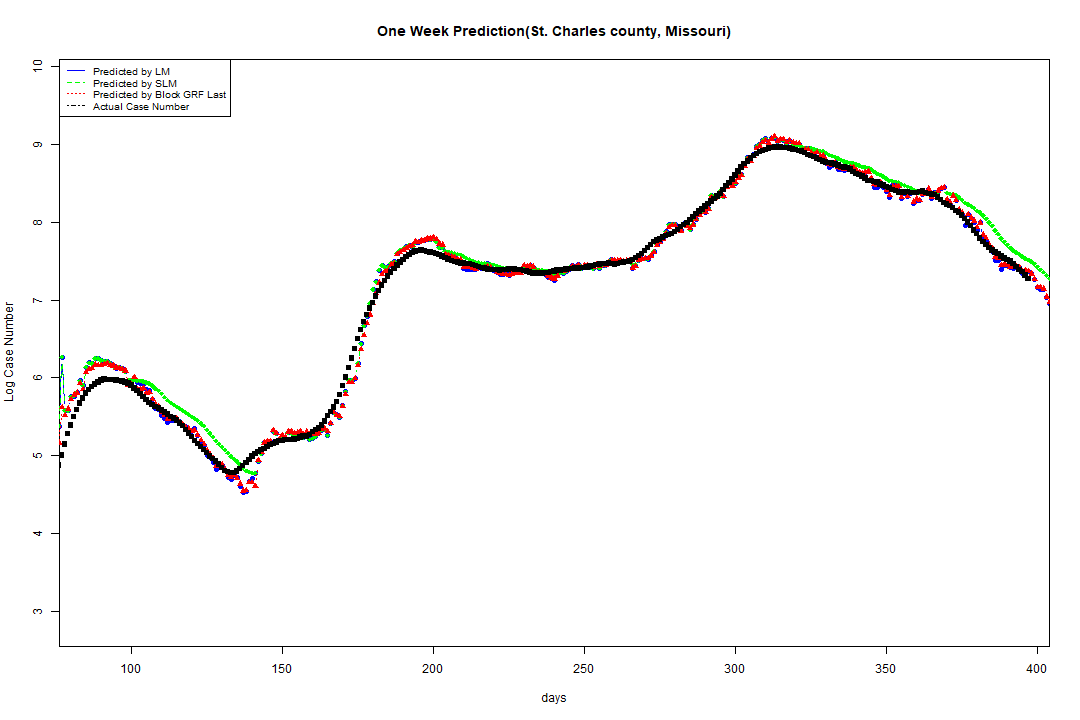 One Week Prediction(St. Charles county, Missouri)
Predicted by LM
Predicted by SLM
Predicted by Block GRF Last
Actual Case Number
10
9
8
7
6
5
4
3
Log Case Number
100 150 200 250 300 350 400
days